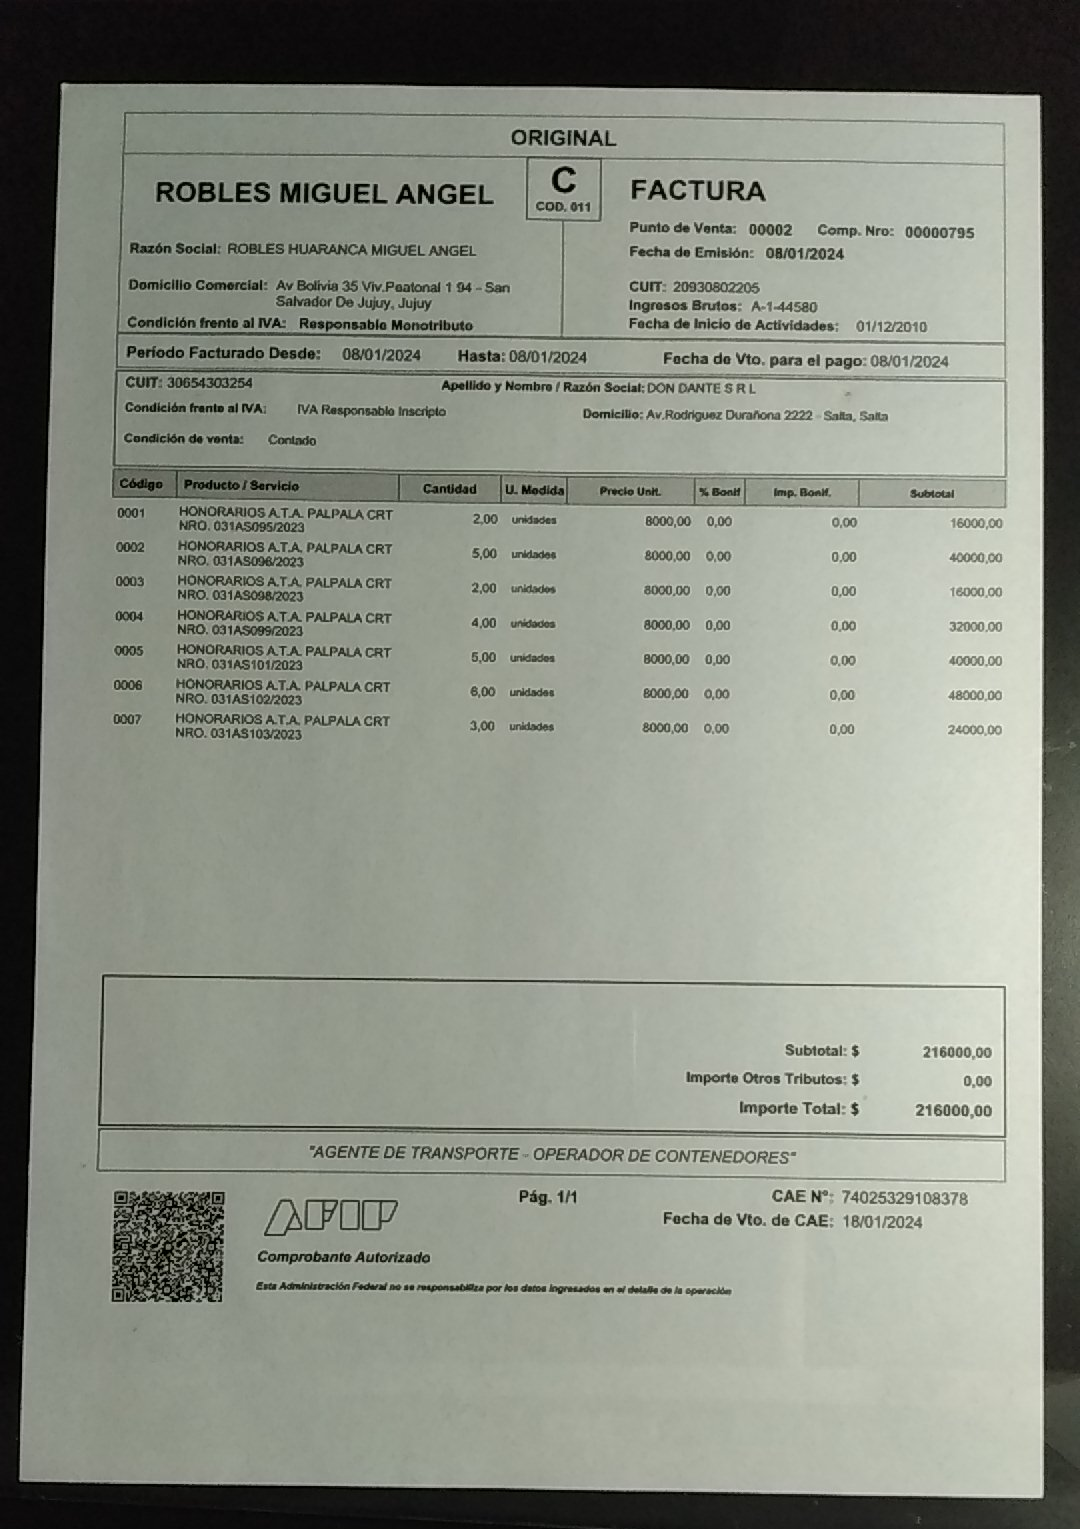 ORIGINAL
ROBLES MIGUEL ANGEL
C
COD. 011
FACTURA
Punto de Venta: 00002 Comp. Nro: 00000795
Razón Social: ROBLES HUARANCA MIGUEL ANGEL
Fecha de Emisión: 08/01/2024
Domicilio Comercial: Av Bolivia 35 Viv.Peatonal 1 94 - San
Salvador De Jujuy, Jujuy
CUIT: 20930802205
Ingresos Brutos: A-1-44580
Condición frente al IVA: Responsable Monotributo
Fecha de Inicio de Actividades: 01/12/2010
Período Facturado Desde: 08/01/2024 Hasta: 08/01/2024 Fecha de Vto. para el pago: 08/01/2024
CUIT: 30654303254 Apellido y Nombre / Razón Social: DON DANTE S R L
Condición frente al IVA: IVA Responsable Inscripto Domicilio: Av.Rodriguez Durañona 2222 - Salta, Salta
Condición de venta: Contado
Código Producto / Servicio Cantidad U. Medida Precio Unit. % Bonif Imp. Bonif. Subtotal
0001 HONORARIOS A.T.A. PALPALA CRT 2,00 unidades 8000,00 0,00 0,00 16000,00
NRO. 031AS095/2023
0002 HONORARIOS A.T.A. PALPALA CRT 5,00 unidades 8000,00 0,00 0,00 40000,00
NRO. 031AS096/2023
0003 HONORARIOS A.T.A. PALPALA CRT 2,00 unidades 8000,00 0,00 0,00 16000,00
NRO. 031AS098/2023
0004 HONORARIOS A.T.A. PALPALA CRT 4,00 unidades 8000,00 0,00 0,00 32000,00
NRO. 031AS099/2023
0005 HONORARIOS A.T.A. PALPALA CRT 5,00 unidades 8000,00 0,00 0,00 40000,00
NRO. 031AS101/2023
0006 HONORARIOS A.T.A. PALPALA CRT 6,00 unidades 8000,00 0,00 0,00 48000,00
NRO. 031AS102/2023
0007 HONORARIOS A.T.A. PALPALA CRT 3,00 unidades 8000,00 0,00 0,00 24000,00
NRO. 031AS103/2023
Subtotal: $ 216000,00
Importe Otros Tributos: $ 0,00
Importe Total: $ 216000,00
"AGENTE DE TRANSPORTE - OPERADOR DE CONTENEDORES"
AFIP
Pág. 1/1
CAE N°: 74025329108378
Fecha de Vto. de CAE: 18/01/2024
Comprobante Autorizado
Esta Administración Federal no se responsabiliza por los datos ingresados en el detalle de la operación